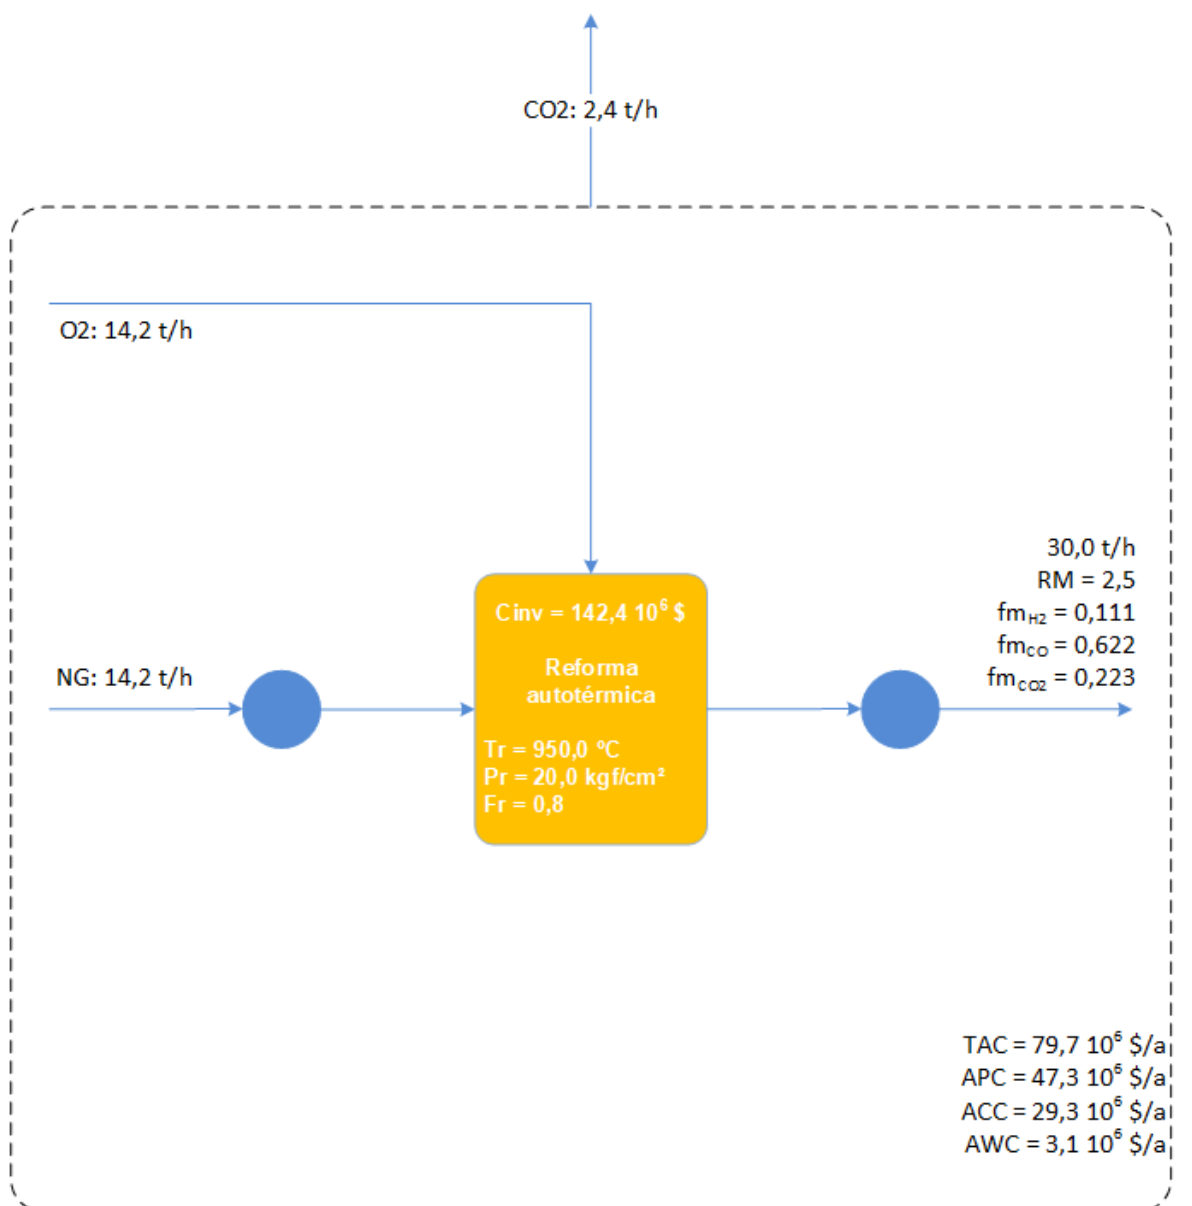 CO2: 2,4 t/h
O2: 14,2 t/h
30,0 t/h
RM = 2,5
fmH2 = 0,111
fmCO = 0,622
fmCO2 = 0,223
NG: 14,2 t/h
Cinv = 142,4 10⁶ $
Reforma
autotérmica
Tr = 950,0 ºC
Pr = 20,0 kgf/cm²
Fr = 0,8
TAC = 79,7 10⁶ $/a
APC = 47,3 10⁶ $/a
ACC = 29,3 10⁶ $/a
AWC = 3,1 10⁶ $/a